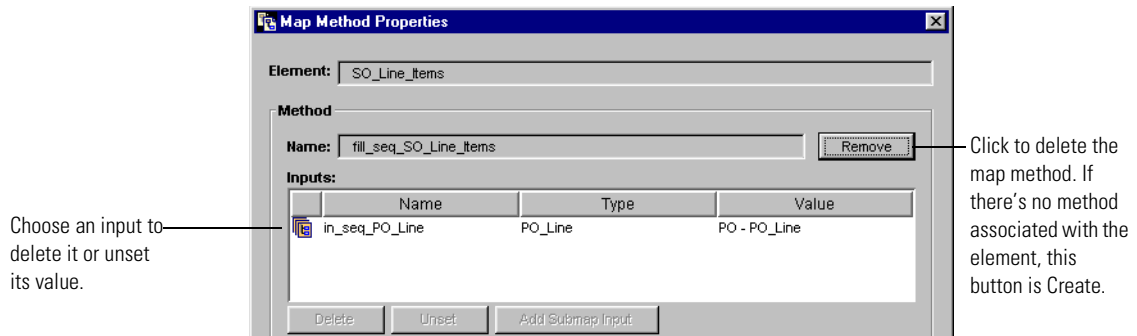 Map Method Properties
Element: SO_Line_Items
Method
Name: fill_seq_SO_Line_Items Remove
Inputs:
Name Type Value
in_seq_PO_Line PO_Line PO - PO_Line
Delete Unset Add Submap Input
Choose an input to
delete it or unset
its value.
Click to delete the
map method. If
there's no method
associated with the
element, this
button is Create.